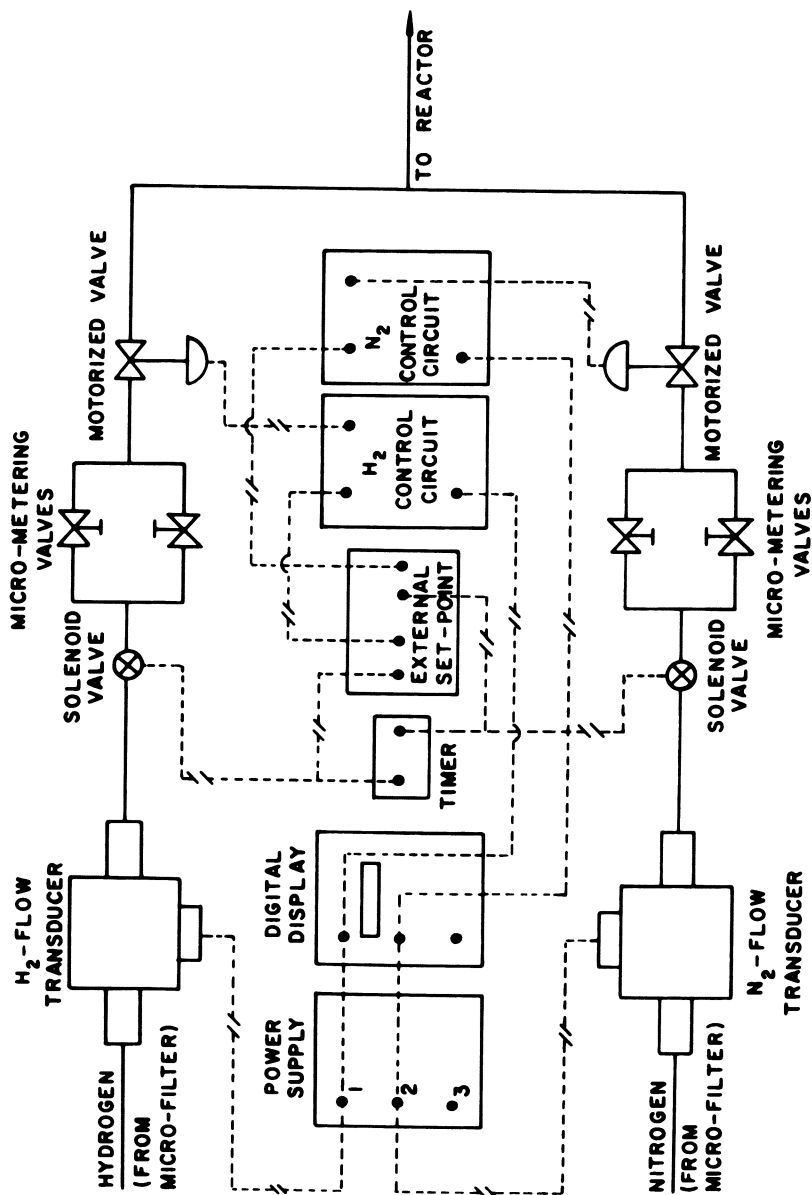 HYDROGEN
(FROM
MICRO-FILTER)
H2-FLOW
TRANSDUCER
SOLENOID
VALVE
MICRO-METERING
VALVES
MOTORIZED VALVE
POWER
SUPPLY
1
2
3
DIGITAL
DISPLAY
TIMER
EXTERNAL
SET-POINT
H2
CONTROL
CIRCUIT
N2
CONTROL
CIRCUIT
TO REACTOR
NITROGEN
(FROM
MICRO-FILTER)
N2-FLOW
TRANSDUCER
SOLENOID
VALVE
MICRO-METERING
VALVES
MOTORIZED VALVE